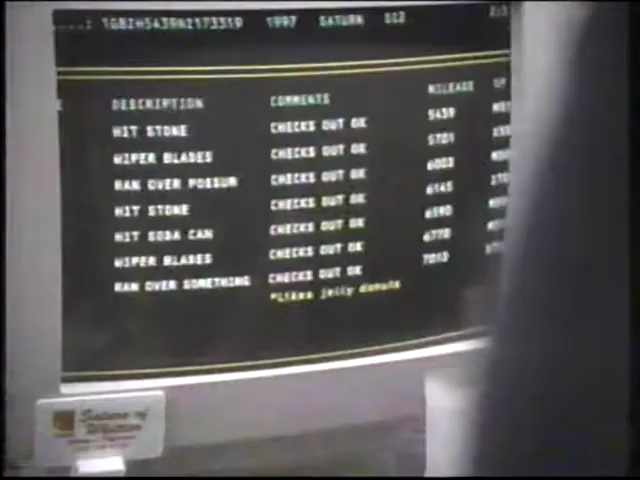 1997 SATURN
DESCRIPTION COMMENTS MILEAGE
HIT STONE CHECKS OUT OK 5439
WIPER BLADES CHECKS OUT OK 5701
RAN OVER POSSUM CHECKS OUT OK 6003
HIT STONE CHECKS OUT OK 6145
HIT SODA CAN CHECKS OUT OK 6590
WIPER BLADES CHECKS OUT OK 6778
RAN OVER SOMETHING CHECKS OUT OK
*Likes jelly donuts
Saturn of